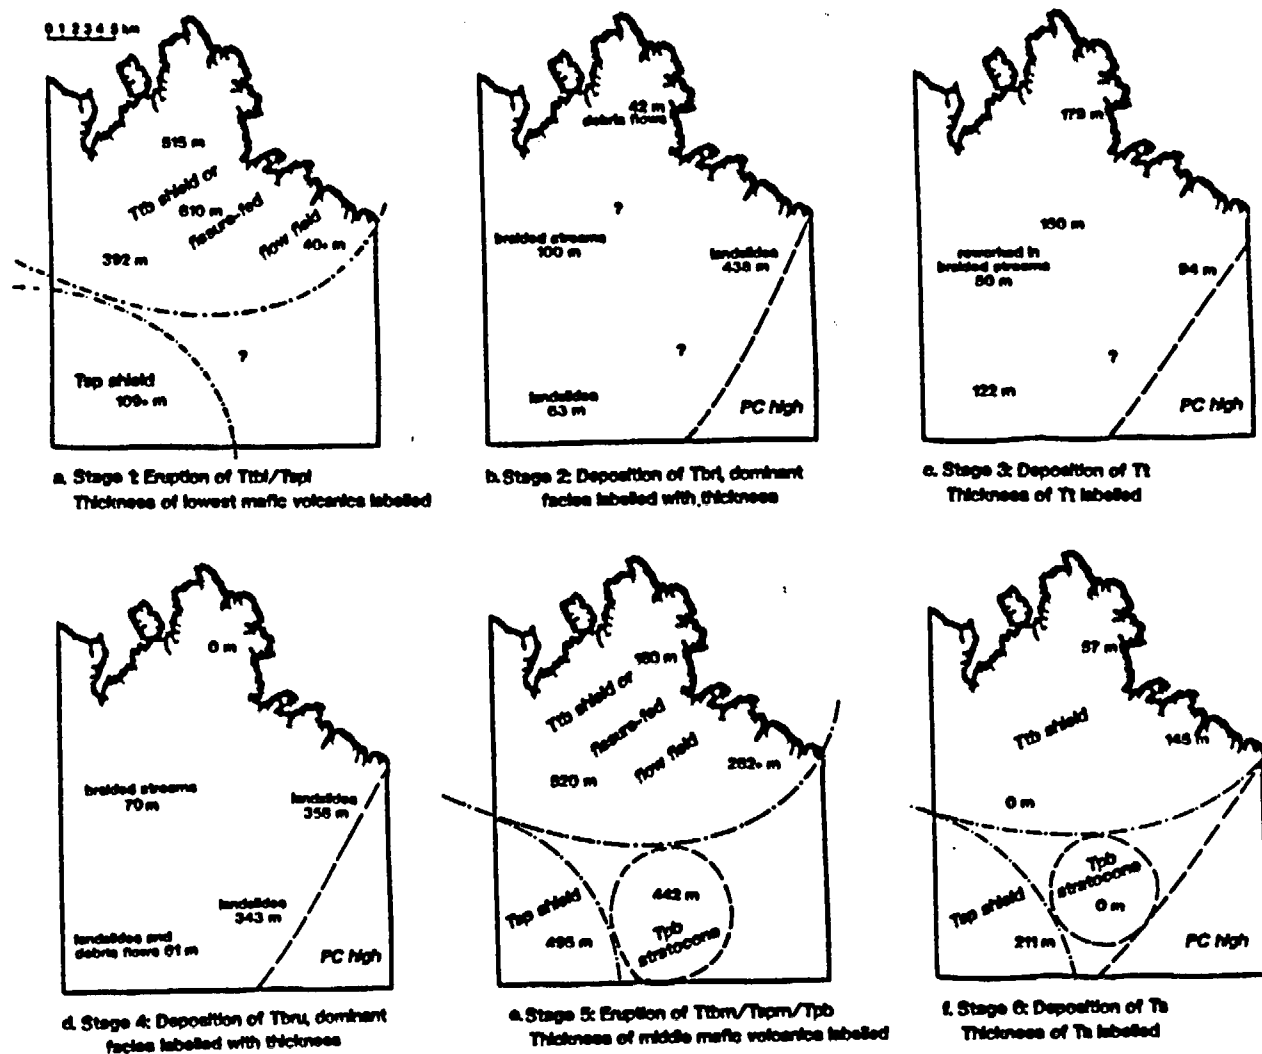 0 1 2 3 4 5 km
515 m
Ttb shield or
610 m
fissure-fed
flow field
40+ m
392 m
?
Tsp shield
109+ m
a. Stage 1: Eruption of Ttbl/Tspl
Thickness of lowest mafic volcanics labelled
42 m
debris flows
?
braided streams
100 m
landslides
438 m
?
landslides
63 m
PC high
b. Stage 2: Deposition of Tbrl, dominant
facies labelled with thickness
179 m
150 m
reworked in
braided streams
50 m
94 m
?
122 m
PC high
c. Stage 3: Deposition of Tt
Thickness of Tt labelled
0 m
braided streams
70 m
landslides
356 m
landslides
343 m
landslides and
debris flows 61 m
PC high
d. Stage 4: Deposition of Tbru, dominant
facies labelled with thickness
180 m
Ttb shield or
fissure-fed
flow field
520 m
262+ m
Tsp shield
495 m
442 m
Tpb
stratocone
e. Stage 5: Eruption of Ttbm/Tspm/Tpb
Thickness of middle mafic volcanics labelled
57 m
Ttb shield
145 m
0 m
Tpb
stratocone
0 m
Tsp shield
211 m
PC high
f. Stage 6: Deposition of Ts
Thickness of Ts labelled